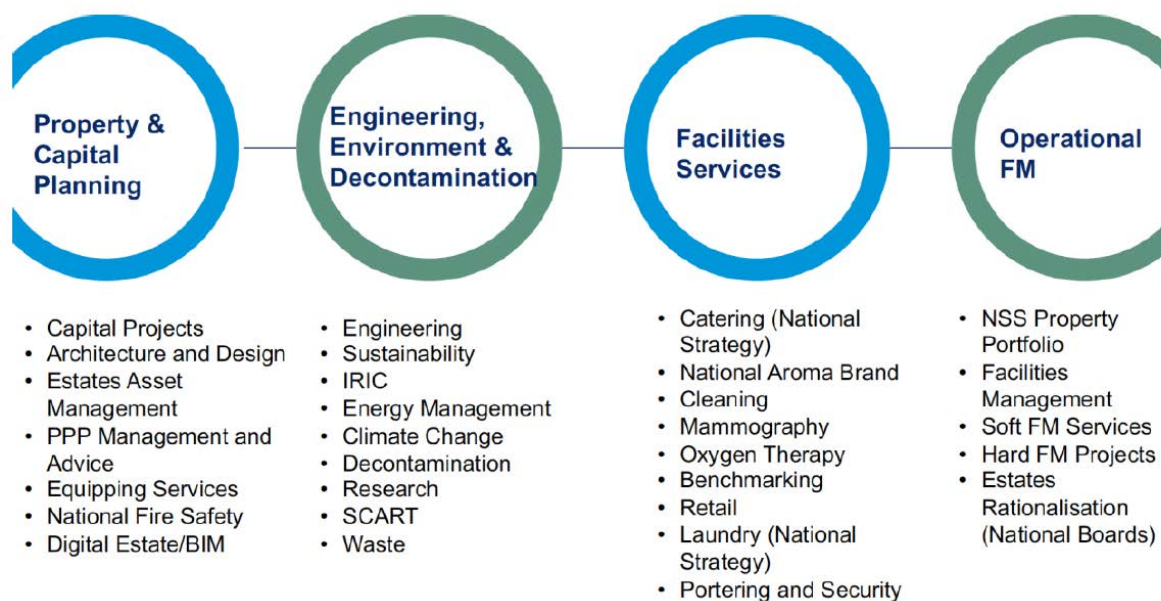 Property &
Capital
Planning
Engineering,
Environment &
Decontamination
Facilities
Services
Operational
FM
• Capital Projects
• Architecture and Design
• Estates Asset
Management
• PPP Management and
Advice
• Equipping Services
• National Fire Safety
• Digital Estate/BIM
• Engineering
• Sustainability
• IRIC
• Energy Management
• Climate Change
• Decontamination
• Research
• SCART
• Waste
• Catering (National
Strategy)
• National Aroma Brand
• Cleaning
• Mammography
• Oxygen Therapy
• Benchmarking
• Retail
• Laundry (National
Strategy)
• Portering and Security
• NSS Property
Portfolio
• Facilities
Management
• Soft FM Services
• Hard FM Projects
• Estates
Rationalisation
(National Boards)